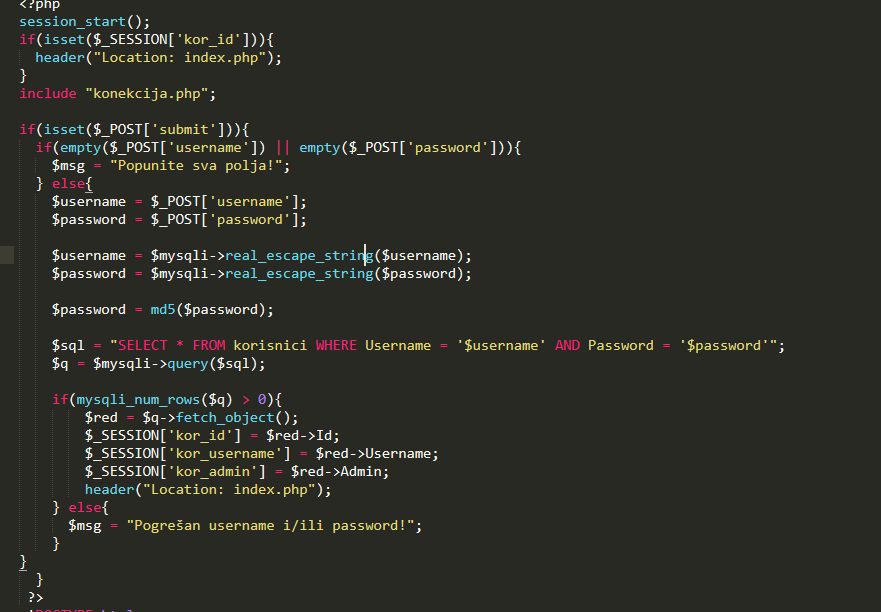 <?php
session_start();
if(isset($_SESSION['kor_id'])){
  header("Location: index.php");
}
include "konekcija.php";

if(isset($_POST['submit'])){
  if(empty($_POST['username']) || empty($_POST['password'])){
    $msg = "Popunite sva polja!";
  } else{
    $username = $_POST['username'];
    $password = $_POST['password'];

    $username = $mysqli->real_escape_string($username);
    $password = $mysqli->real_escape_string($password);

    $password = md5($password);

    $sql = "SELECT * FROM korisnici WHERE Username = '$username' AND Password = '$password'";
    $q = $mysqli->query($sql);

    if(mysqli_num_rows($q) > 0){
        $red = $q->fetch_object();
        $_SESSION['kor_id'] = $red->Id;
        $_SESSION['kor_username'] = $red->Username;
        $_SESSION['kor_admin'] = $red->Admin;
        header("Location: index.php");
    } else{
      $msg = "Pogrešan username i/ili password!";
    }
}
  }
 ?>